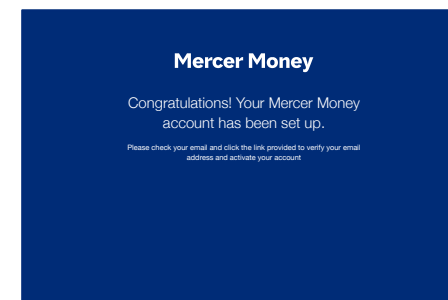 Mercer Money
Congratulations! Your Mercer Money
account has been set up.
Please check your email and click the link provided to verify your email
address and activate your account